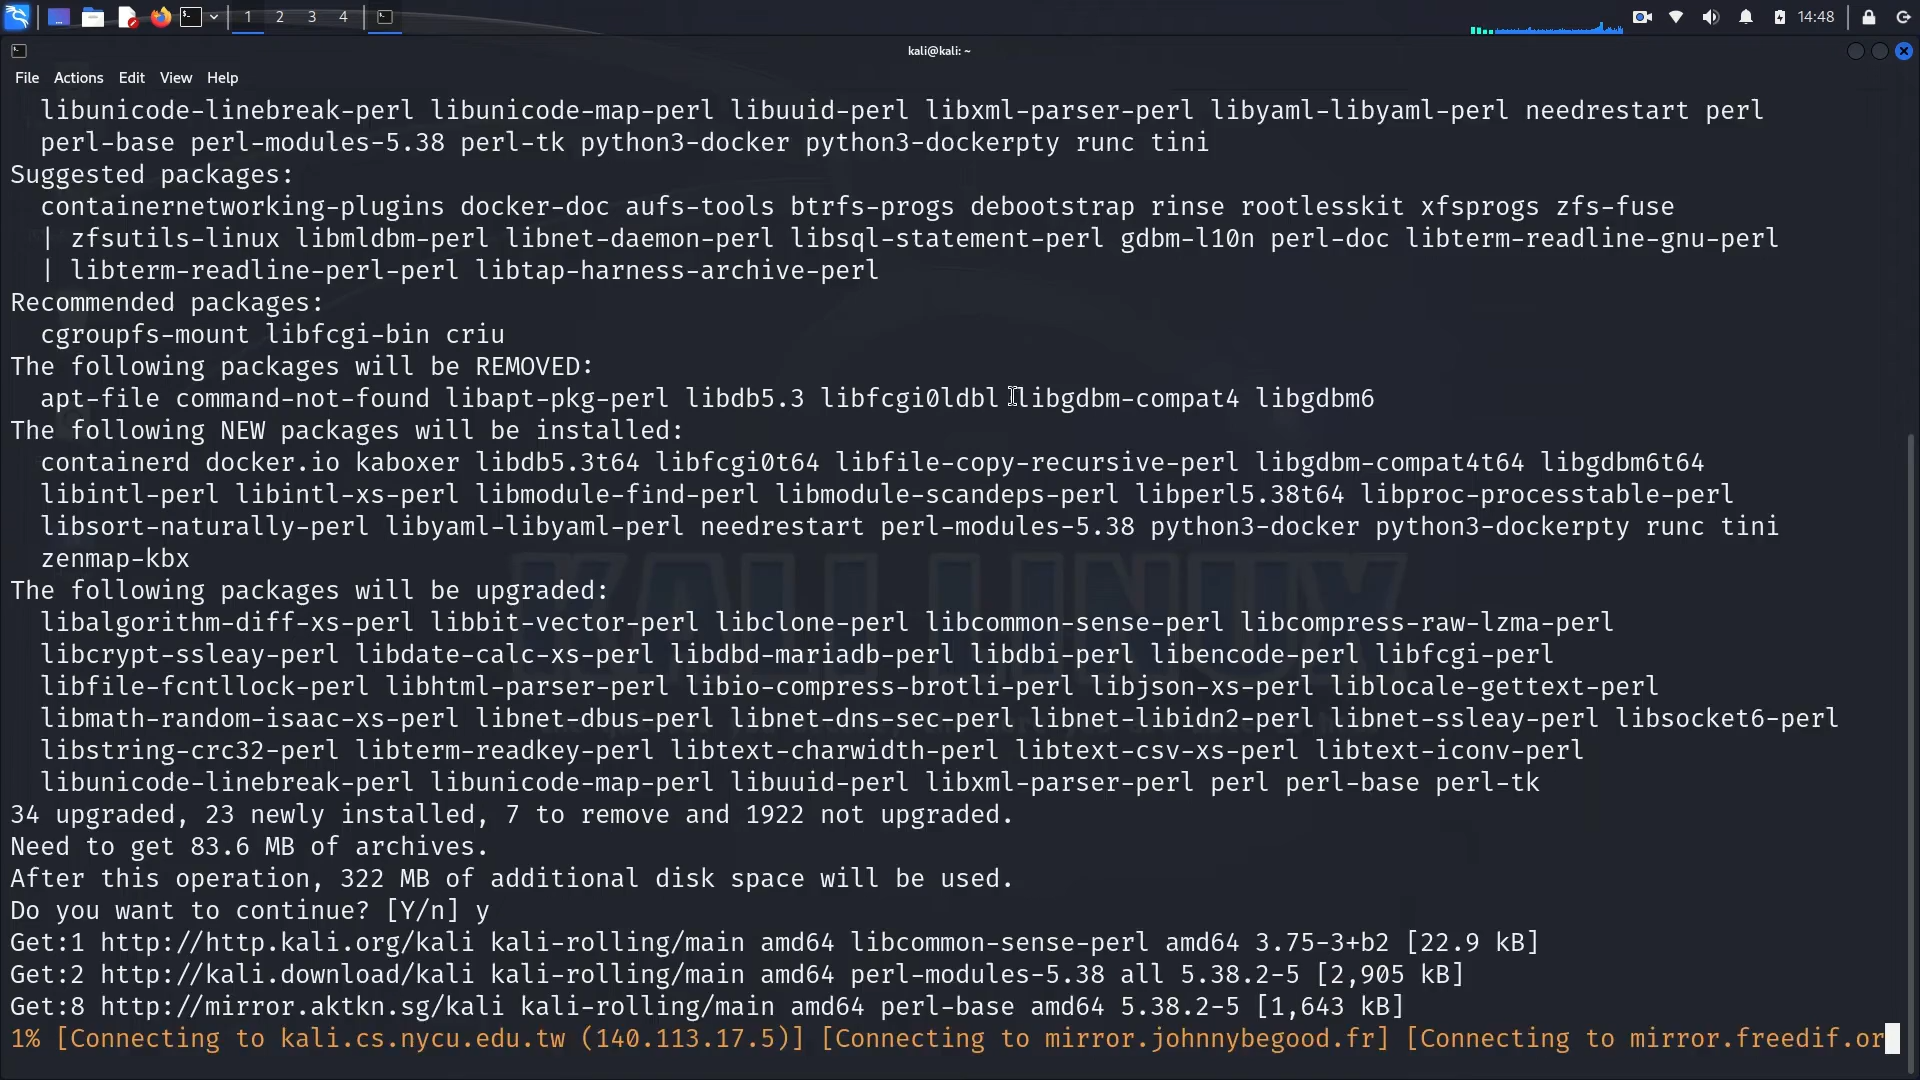 1 2 3 4
14:48
kali@kali: ~
File Actions Edit View Help
libunicode-linebreak-perl libunicode-map-perl libuuid-perl libxml-parser-perl libyaml-libyaml-perl needrestart perl
perl-base perl-modules-5.38 perl-tk python3-docker python3-dockerpty runc tini
Suggested packages:
containernetworking-plugins docker-doc aufs-tools btrfs-progs debootstrap rinse rootlesskit xfsprogs zfs-fuse
| zfsutils-linux libmldbm-perl libnet-daemon-perl libsql-statement-perl gdbm-l10n perl-doc libterm-readline-gnu-perl
| libterm-readline-perl-perl libtap-harness-archive-perl
Recommended packages:
cgroupfs-mount libfcgi-bin criu
The following packages will be REMOVED:
apt-file command-not-found libapt-pkg-perl libdb5.3 libfcgi0ldbl libgdbm-compat4 libgdbm6
The following NEW packages will be installed:
containerd docker.io kaboxer libdb5.3t64 libfcgi0t64 libfile-copy-recursive-perl libgdbm-compat4t64 libgdbm6t64
libintl-perl libintl-xs-perl libmodule-find-perl libmodule-scandeps-perl libperl5.38t64 libproc-processtable-perl
libsort-naturally-perl libyaml-libyaml-perl needrestart perl-modules-5.38 python3-docker python3-dockerpty runc tini
zenmap-kbx
The following packages will be upgraded:
libalgorithm-diff-xs-perl libbit-vector-perl libclone-perl libcommon-sense-perl libcompress-raw-lzma-perl
libcrypt-ssleay-perl libdate-calc-xs-perl libdbd-mariadb-perl libdbi-perl libencode-perl libfcgi-perl
libfile-fcntllock-perl libhtml-parser-perl libio-compress-brotli-perl libjson-xs-perl liblocale-gettext-perl
libmath-random-isaac-xs-perl libnet-dbus-perl libnet-dns-sec-perl libnet-libidn2-perl libnet-ssleay-perl libsocket6-perl
libstring-crc32-perl libterm-readkey-perl libtext-charwidth-perl libtext-csv-xs-perl libtext-iconv-perl
libunicode-linebreak-perl libunicode-map-perl libuuid-perl libxml-parser-perl perl perl-base perl-tk
34 upgraded, 23 newly installed, 7 to remove and 1922 not upgraded.
Need to get 83.6 MB of archives.
After this operation, 322 MB of additional disk space will be used.
Do you want to continue? [Y/n] y
Get:1 http://http.kali.org/kali kali-rolling/main amd64 libcommon-sense-perl amd64 3.75-3+b2 [22.9 kB]
Get:2 http://kali.download/kali kali-rolling/main amd64 perl-modules-5.38 all 5.38.2-5 [2,905 kB]
Get:8 http://mirror.aktkn.sg/kali kali-rolling/main amd64 perl-base amd64 5.38.2-5 [1,643 kB]
1% [Connecting to kali.cs.nycu.edu.tw (140.113.17.5)] [Connecting to mirror.johnnybegood.fr] [Connecting to mirror.freedif.or
KALI LINUX